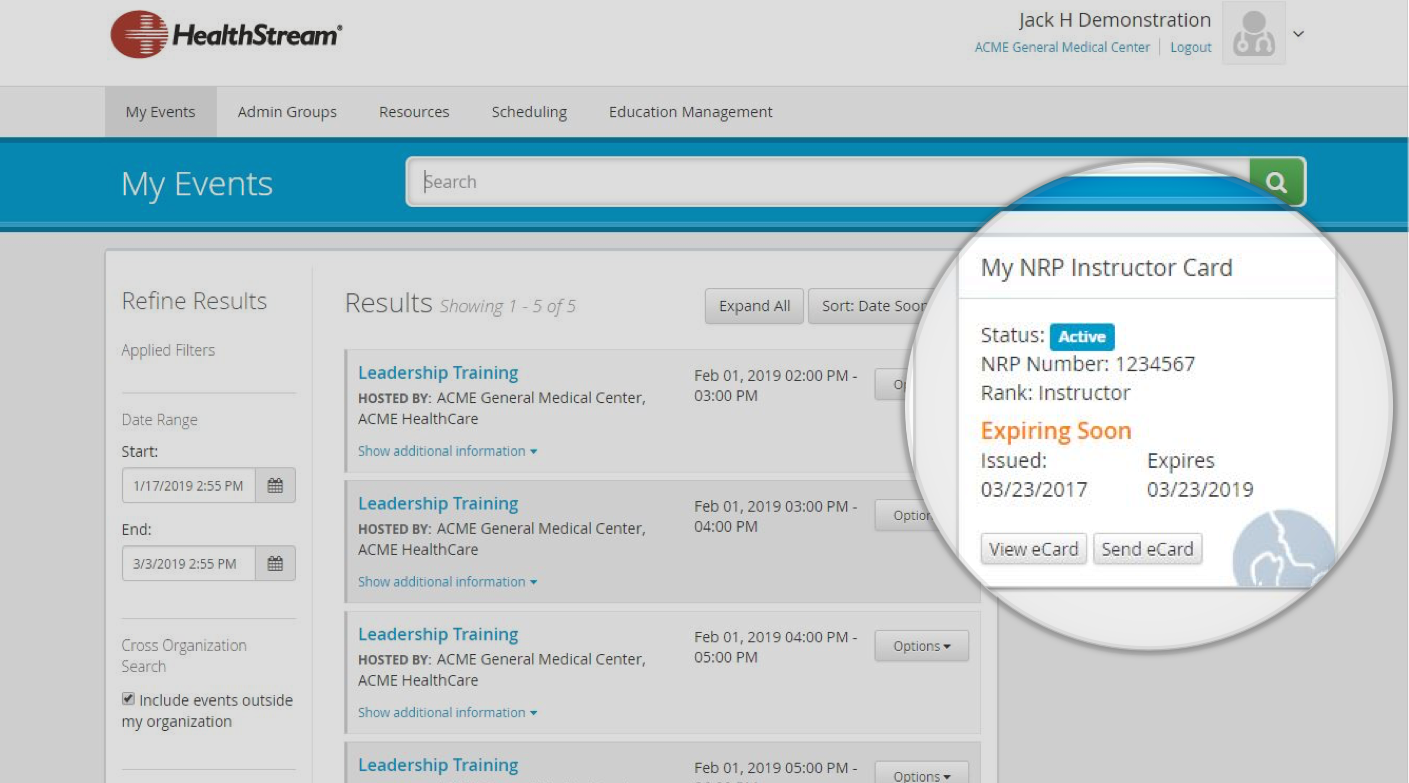 HealthStream®
Jack H Demonstration
ACME General Medical Center | Logout
My Events Admin Groups Resources Scheduling Education Management
My Events
Search
Refine Results
Applied Filters
Date Range
Start:
1/17/2019 2:55 PM
End:
3/3/2019 2:55 PM
Cross Organization
Search
Include events outside
my organization
Results Showing 1 - 5 of 5
Expand All
Sort: Date
Leadership Training
HOSTED BY: ACME General Medical Center,
ACME HealthCare
Show additional information
Feb 01, 2019 02:00 PM -
03:00 PM
Leadership Training
HOSTED BY: ACME General Medical Center,
ACME HealthCare
Show additional information
Feb 01, 2019 03:00 PM -
04:00 PM
Leadership Training
HOSTED BY: ACME General Medical Center,
ACME HealthCare
Show additional information
Feb 01, 2019 04:00 PM -
05:00 PM
Options
Leadership Training
Feb 01, 2019 05:00 PM -
Options
My NRP Instructor Card
Status: Active
NRP Number: 1234567
Rank: Instructor
Expiring Soon
Issued: Expires
03/23/2017 03/23/2019
View eCard Send eCard